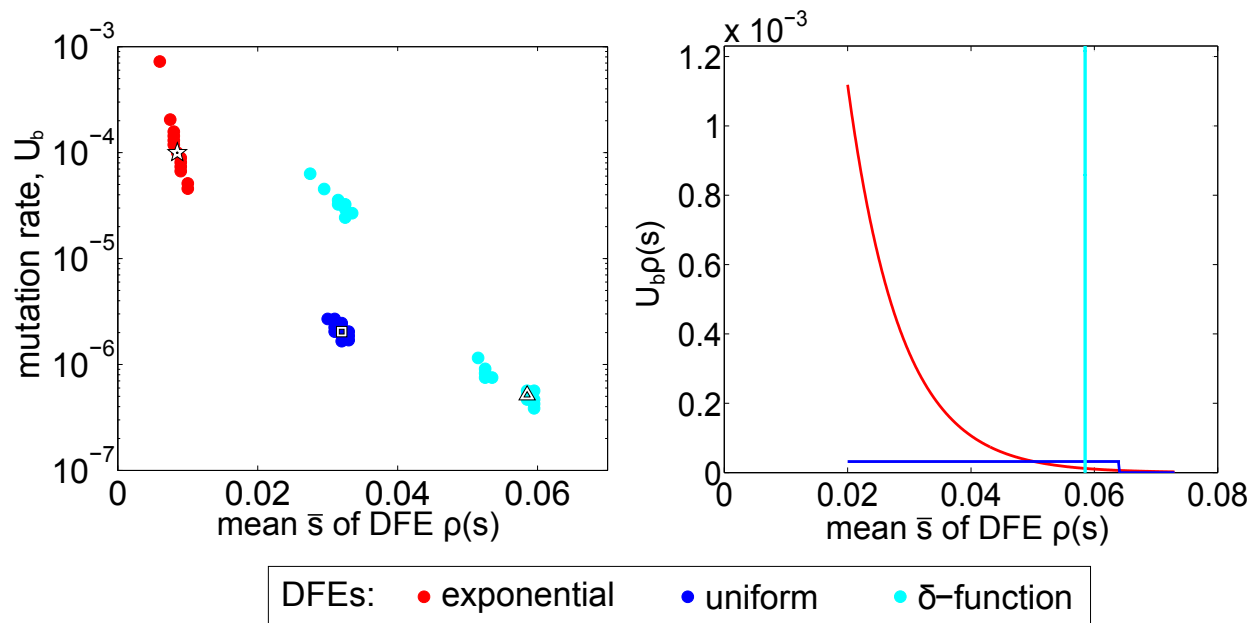 10⁻³
10⁻⁴
10⁻⁵
10⁻⁶
10⁻⁷
mutation rate, U_b
0 0.02 0.04 0.06
mean s̄ of DFE ρ(s)
x 10⁻³
1.2
1
0.8
0.6
0.4
0.2
0
U_bρ(s)
0 0.02 0.04 0.06 0.08
mean s̄ of DFE ρ(s)
DFEs: exponential uniform δ−function